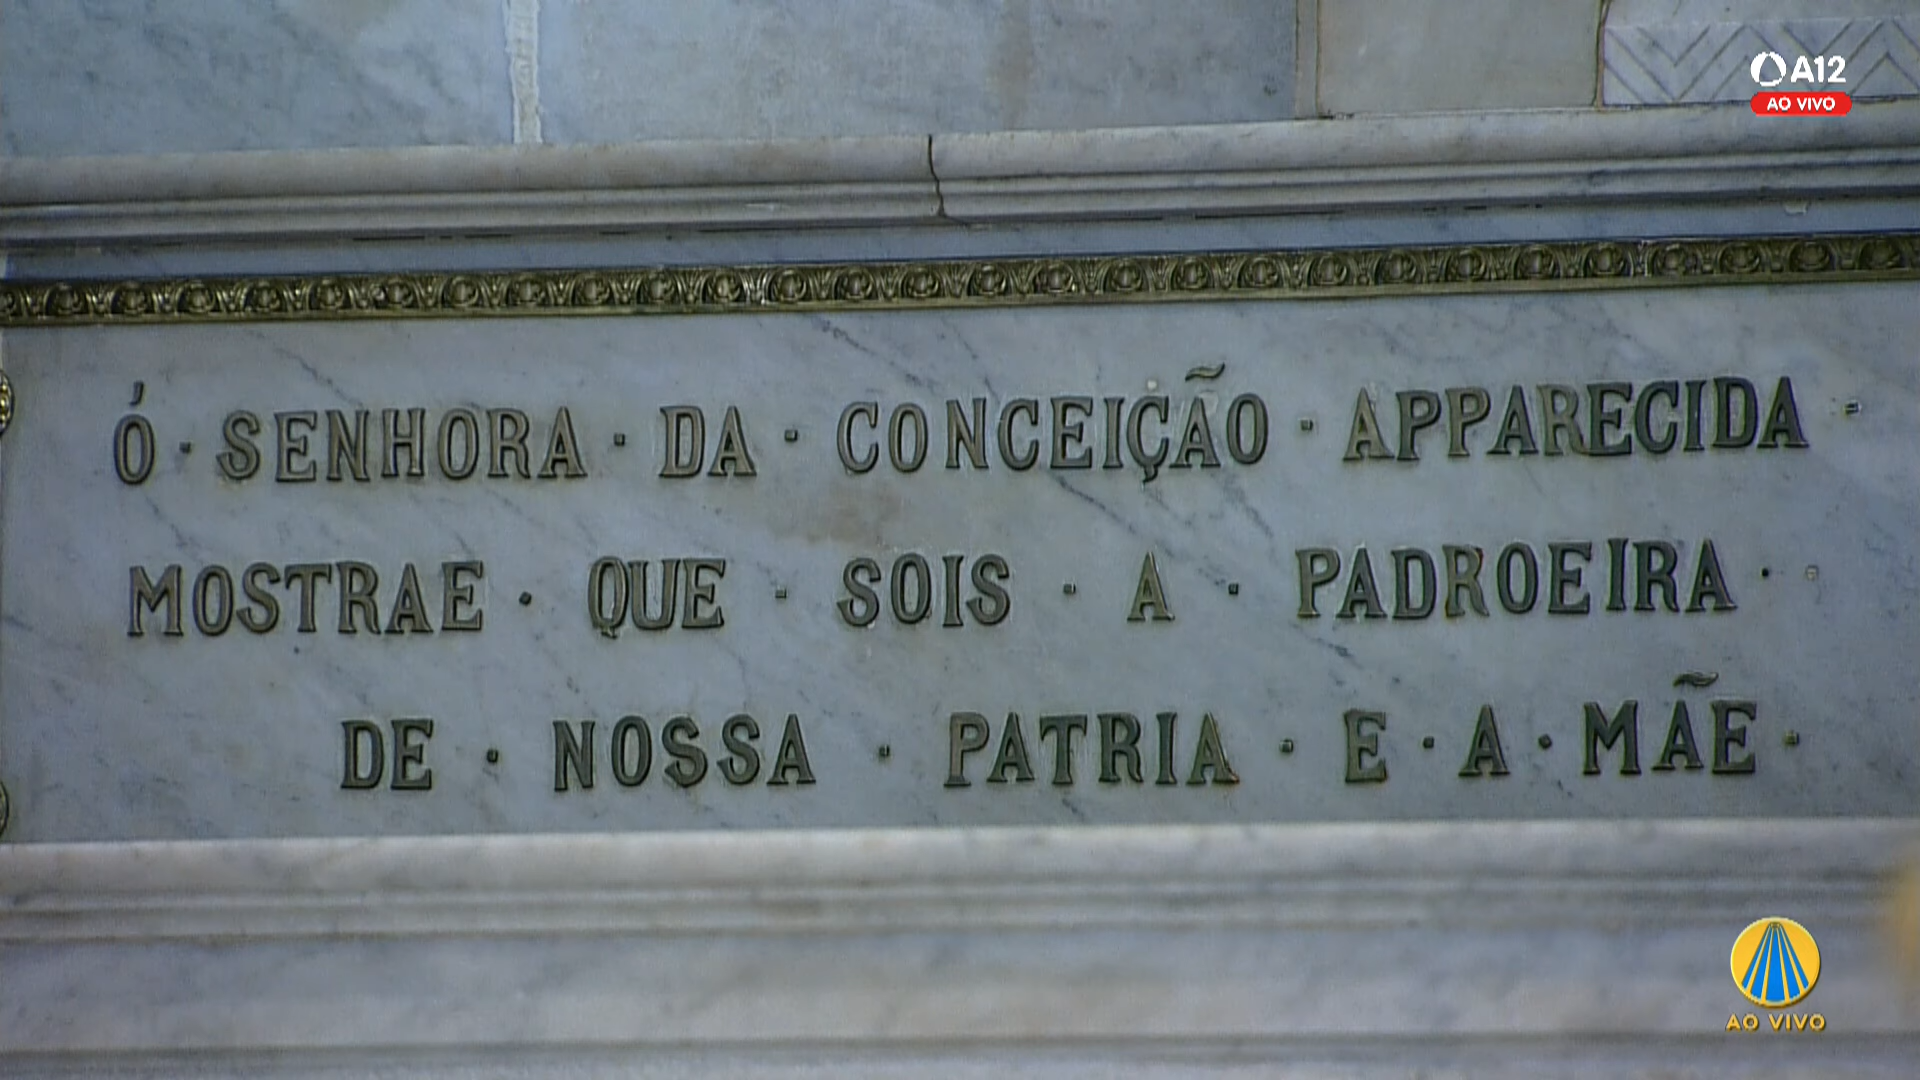 A12
AO VIVO
Ó · SENHORA · DA · CONCEIÇÃO · APPARECIDA ·
MOSTRAE · QUE · SOIS · A · PADROEIRA ·
DE · NOSSA · PATRIA · E · A · MÃE ·
AO VIVO